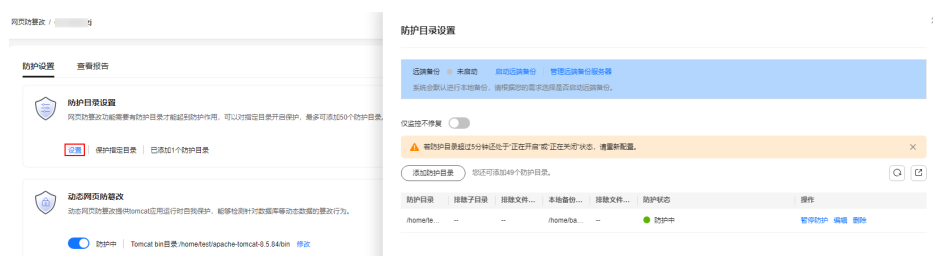 网页防篡改 /
防护设置 查看报告
防护目录设置
网页防篡改功能需要有防护目录才能起到防护作用，可以对指定目录开启保护，最多可添加50个防护目录。
设置 保护指定目录 已添加1个防护目录
动态网页防篡改
动态网页防篡改提供tomcat应用运行时自我保护，能够检测针对数据库等动态数据的篡改行为。
防护中 Tomcat bin目录:/home/test/apache-tomcat-8.5.84/bin 修改
防护目录设置
远端备份 未启动 启动远端备份 管理远端备份服务器
系统会默认进行本地备份，请根据您的需求选择是否启动远端备份。
仅监控不修复
若防护目录超过5分钟还处于“正在开启”或“正在关闭”状态，请重新配置。
添加防护目录 您还可添加49个防护目录。
防护目录 排除子目录 排除文件... 本地备份... 排除文件... 防护状态 操作
/home/te... -- -- /home/ba... -- 防护中 暂停防护 编辑 删除